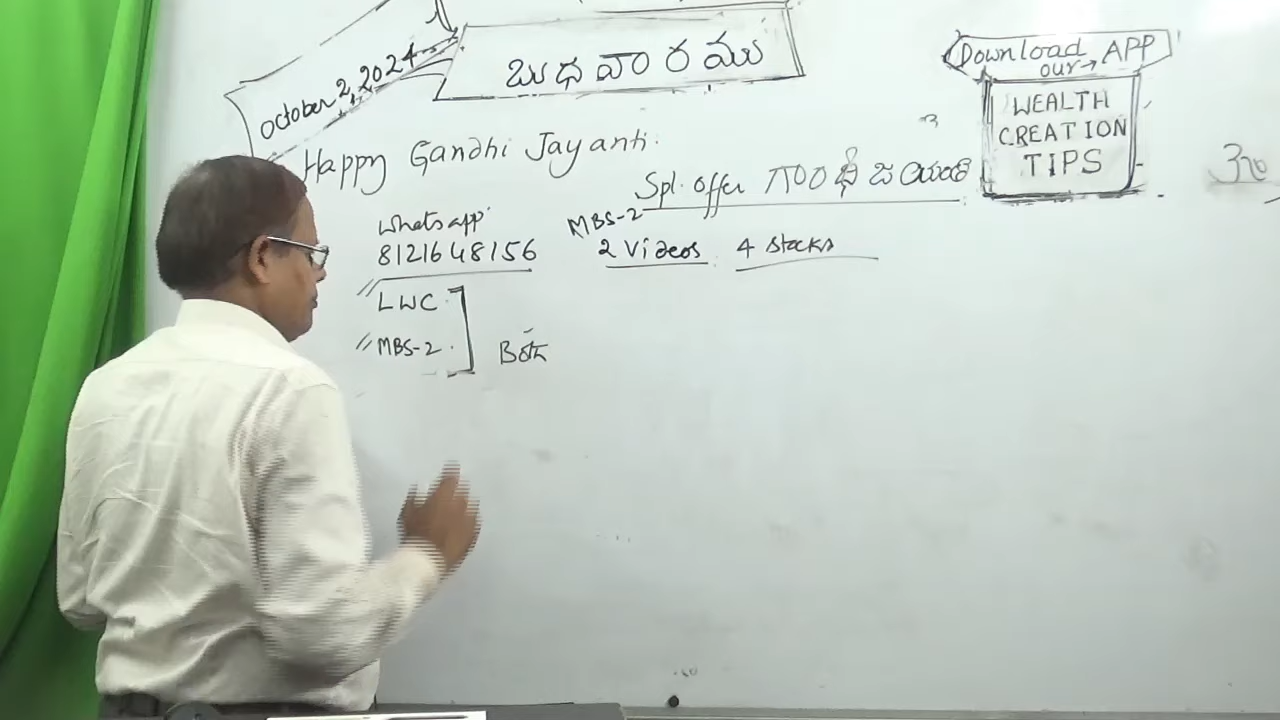 october 2, 2024
బుధవారము
Download
our→ APP
WEALTH
CREATION
TIPS
Happy Gandhi Jayanti.
Spl. offer గాంధీ జయంతి
whatsapp:
8121648156
MBS-2
2 Videos 4 stocks
LWC
MBS-2
Both